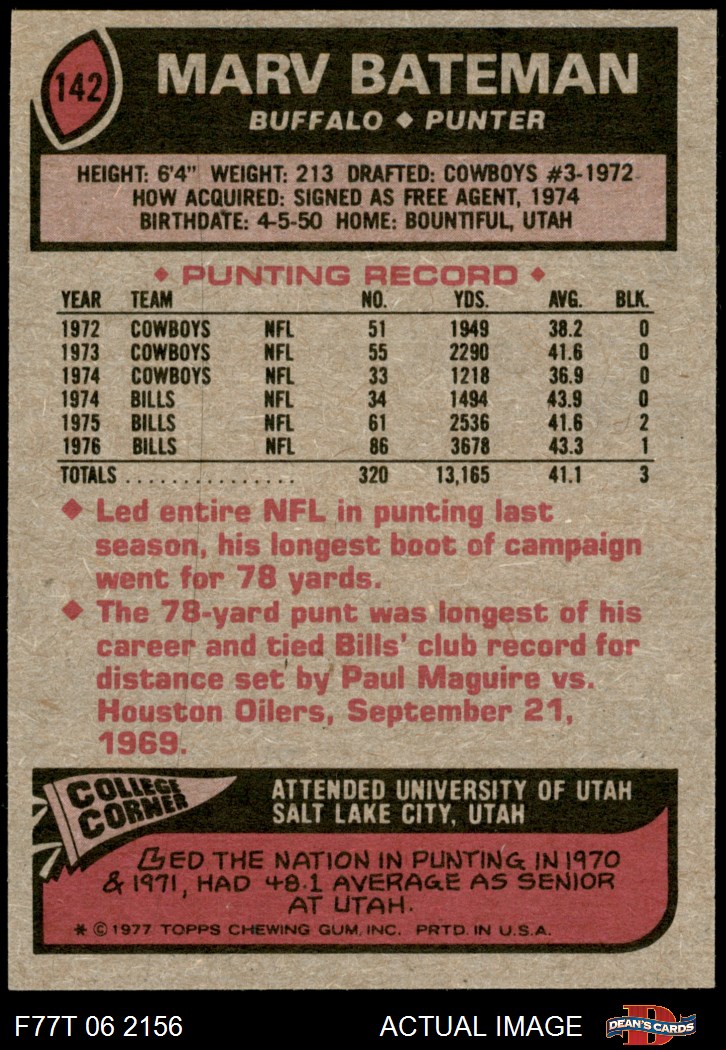 142
MARV BATEMAN
BUFFALO ◆ PUNTER
HEIGHT: 6'4" WEIGHT: 213 DRAFTED: COWBOYS #3-1972
HOW ACQUIRED: SIGNED AS FREE AGENT, 1974
BIRTHDATE: 4-5-50 HOME: BOUNTIFUL, UTAH
◆ PUNTING RECORD ◆
YEAR TEAM NO. YDS. AVG. BLK.
1972 COWBOYS NFL 51 1949 38.2 0
1973 COWBOYS NFL 55 2290 41.6 0
1974 COWBOYS NFL 33 1218 36.9 0
1974 BILLS NFL 34 1494 43.9 0
1975 BILLS NFL 61 2536 41.6 2
1976 BILLS NFL 86 3678 43.3 1
TOTALS ................ 320 13,165 41.1 3
◆ Led entire NFL in punting last
season, his longest boot of campaign
went for 78 yards.
◆ The 78-yard punt was longest of his
career and tied Bills' club record for
distance set by Paul Maguire vs.
Houston Oilers, September 21,
1969.
COLLEGE
CORNER
ATTENDED UNIVERSITY OF UTAH
SALT LAKE CITY, UTAH
LED THE NATION IN PUNTING IN 1970
& 1971, HAD 48.1 AVERAGE AS SENIOR
AT UTAH.
* © 1977 TOPPS CHEWING GUM, INC. PRTD. IN U.S.A.
F77T 06 2156 ACTUAL IMAGE
D
DEAN'S CARDS